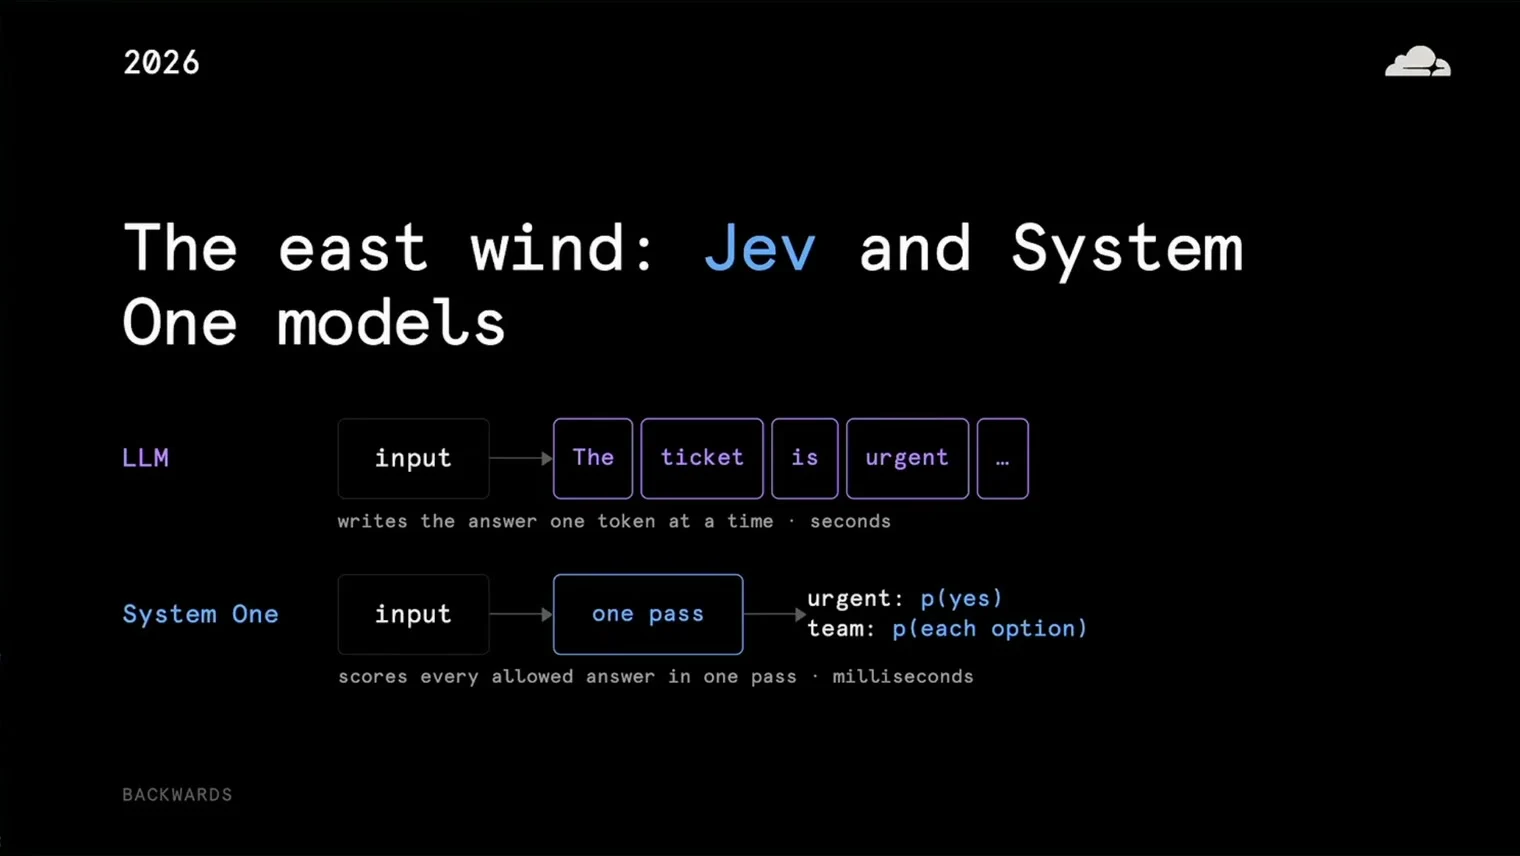 2026
The east wind: Jev and System
One models
LLM
input
The
ticket
is
urgent
…
writes the answer one token at a time · seconds
System One
input
one pass
urgent: p(yes)
team: p(each option)
scores every allowed answer in one pass · milliseconds
BACKWARDS